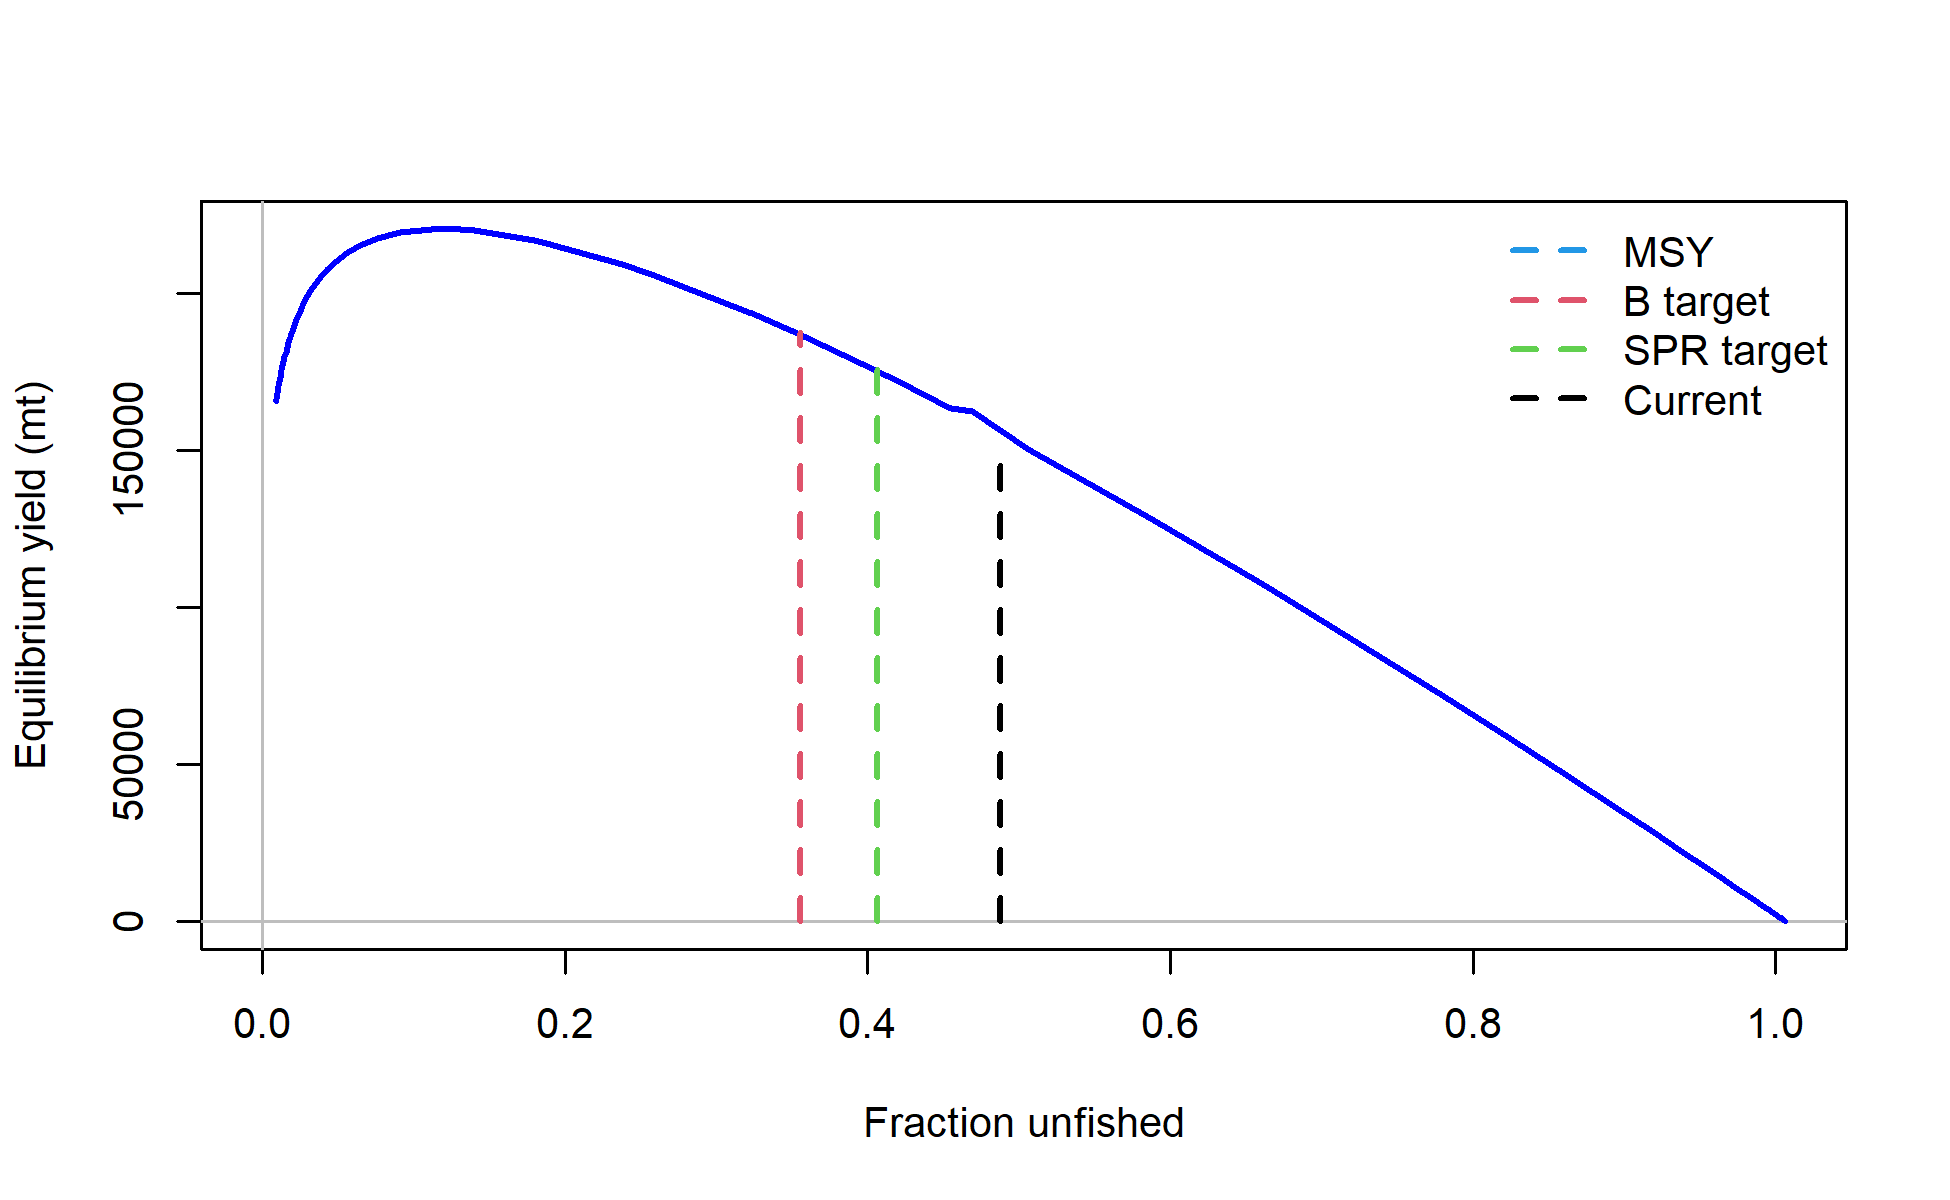 MSY
B target
SPR target
Current
Equilibrium yield (mt)
150000
50000
0
0.0 0.2 0.4 0.6 0.8 1.0
Fraction unfished